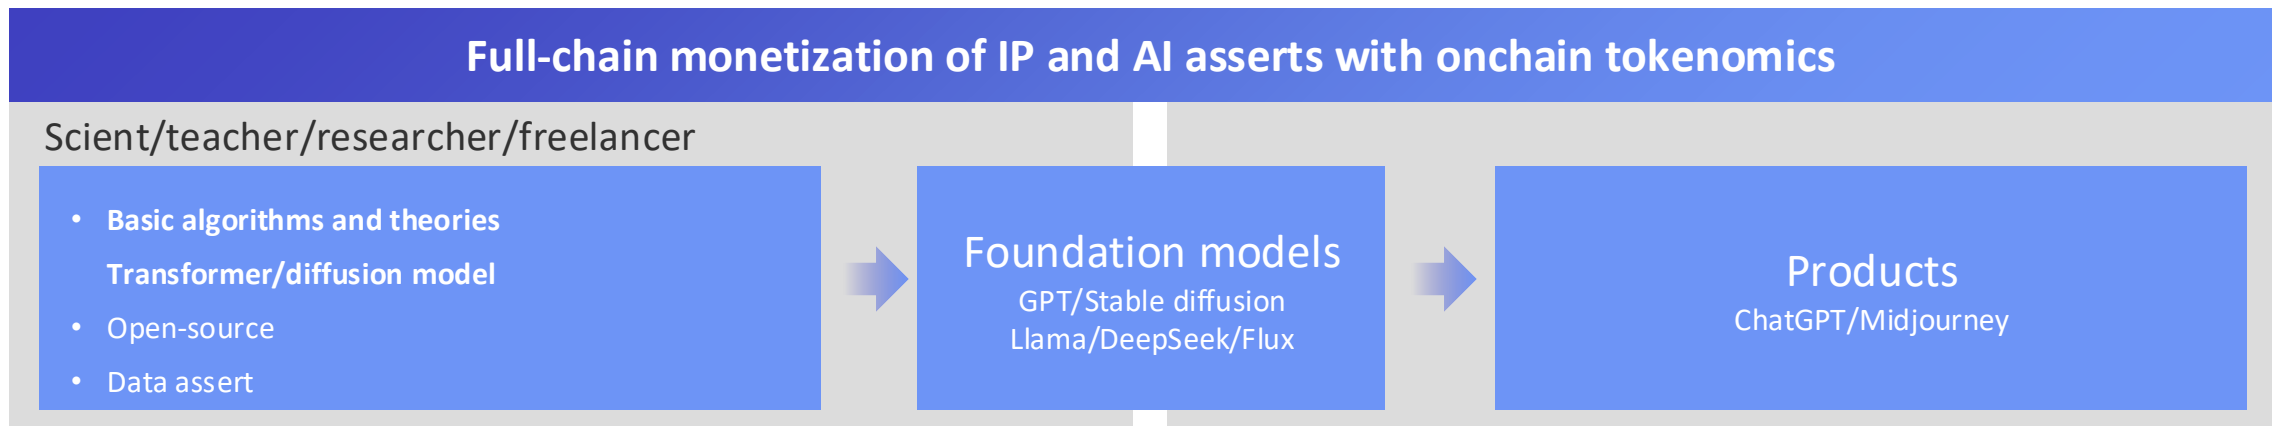 Full-chain monetization of IP and AI asserts with onchain tokenomics
Scient/teacher/researcher/freelancer
• Basic algorithms and theories
Transformer/diffusion model
• Open-source
• Data assert
Foundation models
GPT/Stable diffusion
Llama/DeepSeek/Flux
Products
ChatGPT/Midjourney